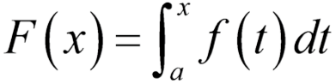 F(x) = ∫ₐˣ f(t) dt